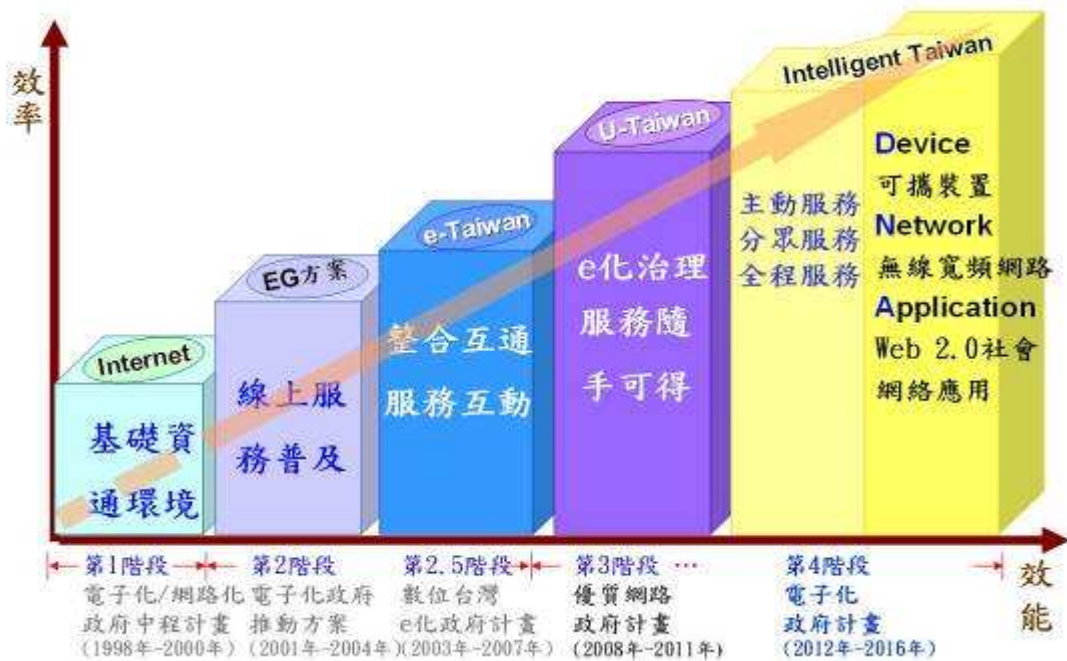 效率
Internet
基礎資
通環境
EG方案
線上服
務普及
e-Taiwan
整合互通
服務互動
U-Taiwan
e化治理
服務隨
手可得
Intelligent Taiwan
主動服務
分眾服務
全程服務
Device
可攜裝置
Network
無線寬頻網路
Application
Web 2.0社會
網絡應用
第1階段
電子化/網路化
政府中程計畫
(1998年-2000年)
第2階段
電子化政府
推動方案
(2001年-2004年)
第2.5階段
數位台灣
e化政府計畫
(2003年-2007年)
第3階段 …
優質網路
政府計畫
(2008年-2011年)
第4階段
電子化
政府計畫
(2012年-2016年)
效能